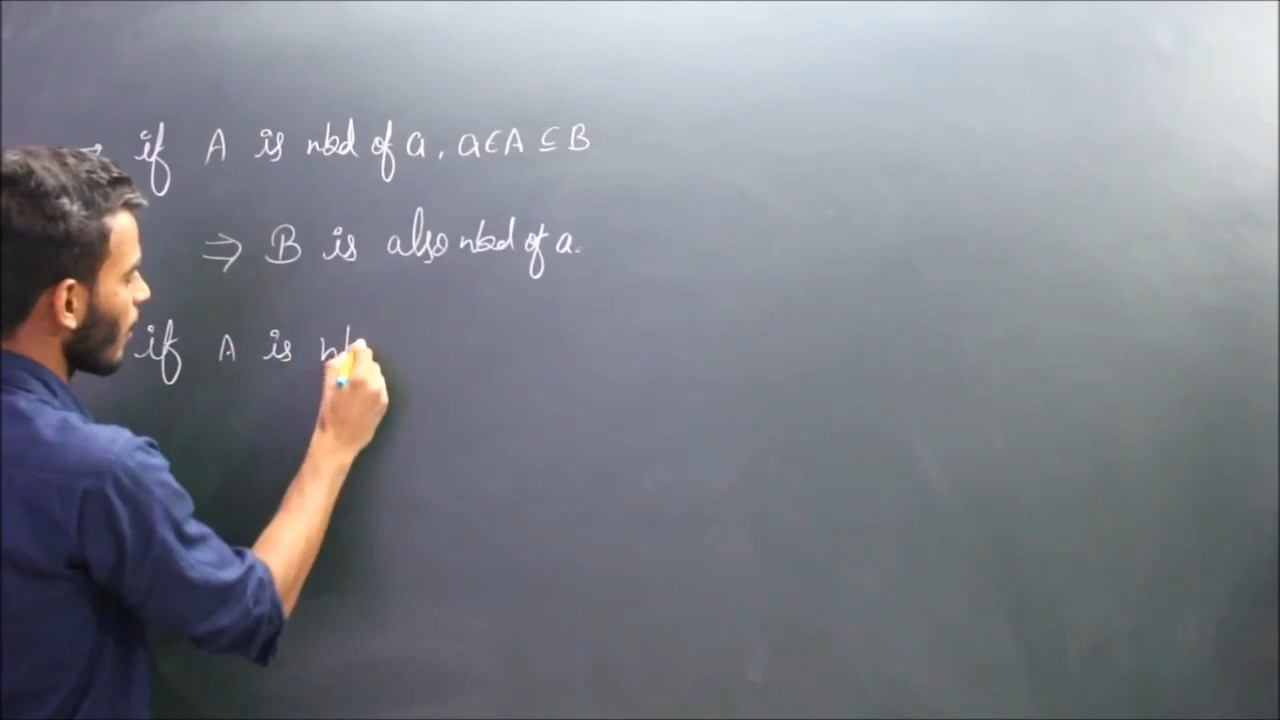 → if A is nbd of a, a∈A ⊆ B
⇒ B is also nbd of a.
if A is